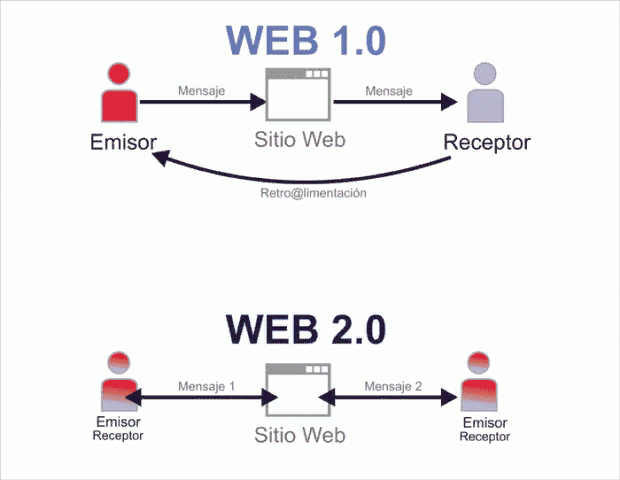 WEB 1.0
Mensaje
Mensaje
Emisor
Sitio Web
Receptor
Retro@limentación
WEB 2.0
Mensaje 1
Mensaje 2
Emisor
Receptor
Sitio Web
Emisor
Receptor